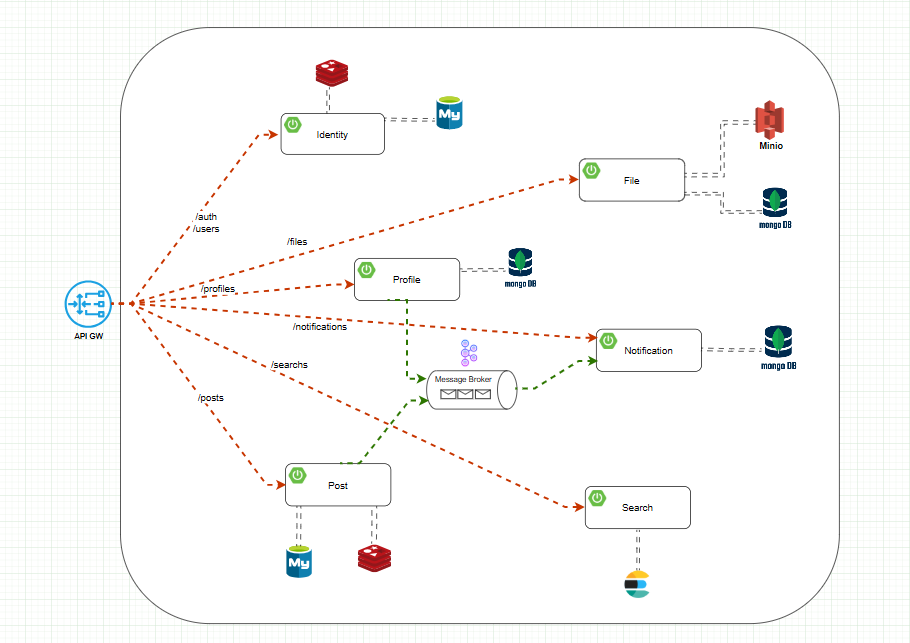 Identity
My
Minio
File
/auth
/users
mongo DB
/files
Profile
/profiles
mongo DB
API GW
/notifications
Notification
mongo DB
/searchs
Message Broker
/posts
Post
Search
My